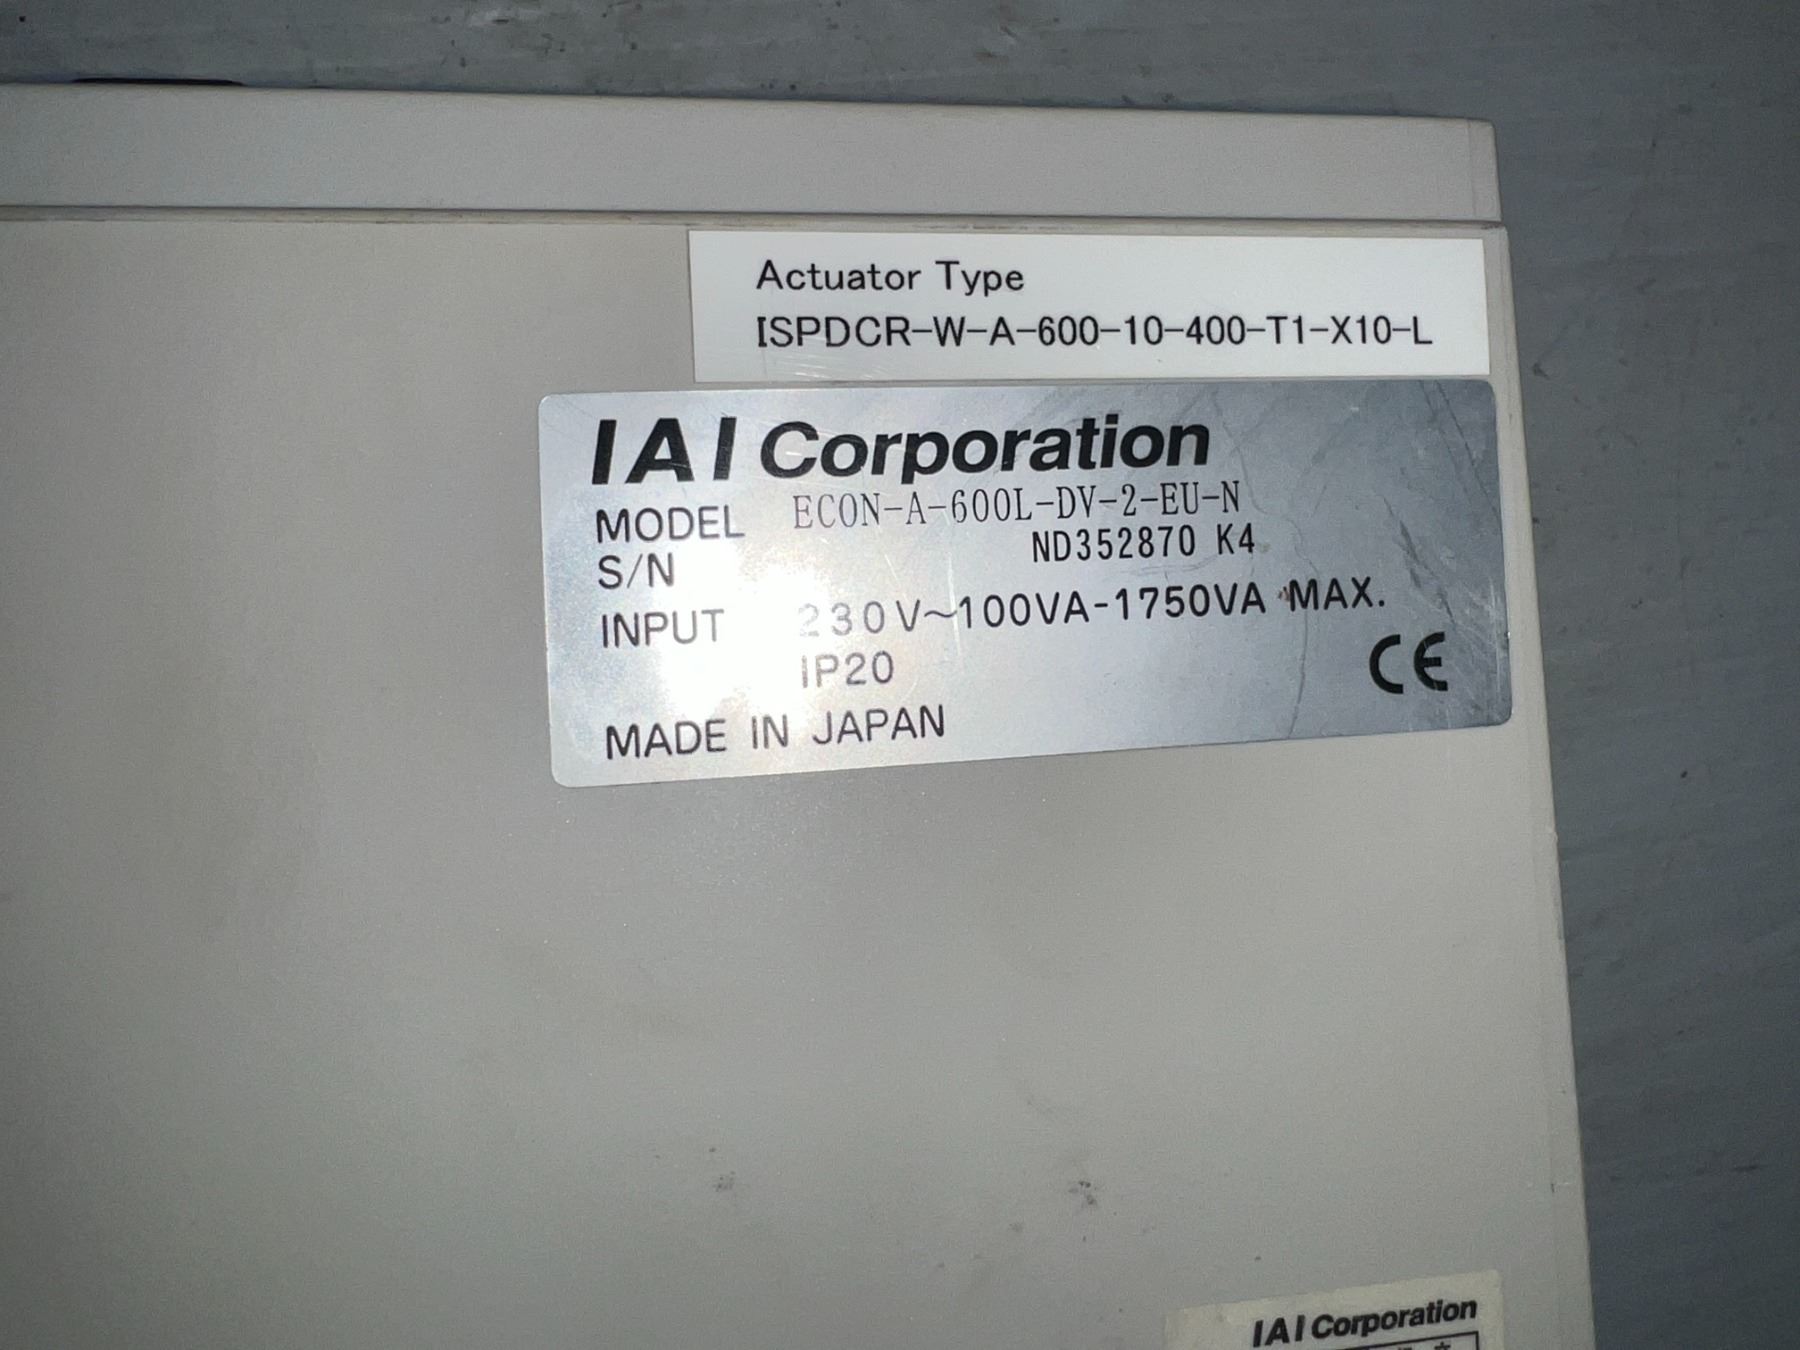 Actuator Type
ISPDCR-W-A-600-10-400-T1-X10-L
IAI Corporation
MODEL ECON-A-600L-DV-2-EU-N
S/N ND352870 K4
INPUT 230V~100VA-1750VA MAX.
IP20
CE
MADE IN JAPAN
IAI Corporation